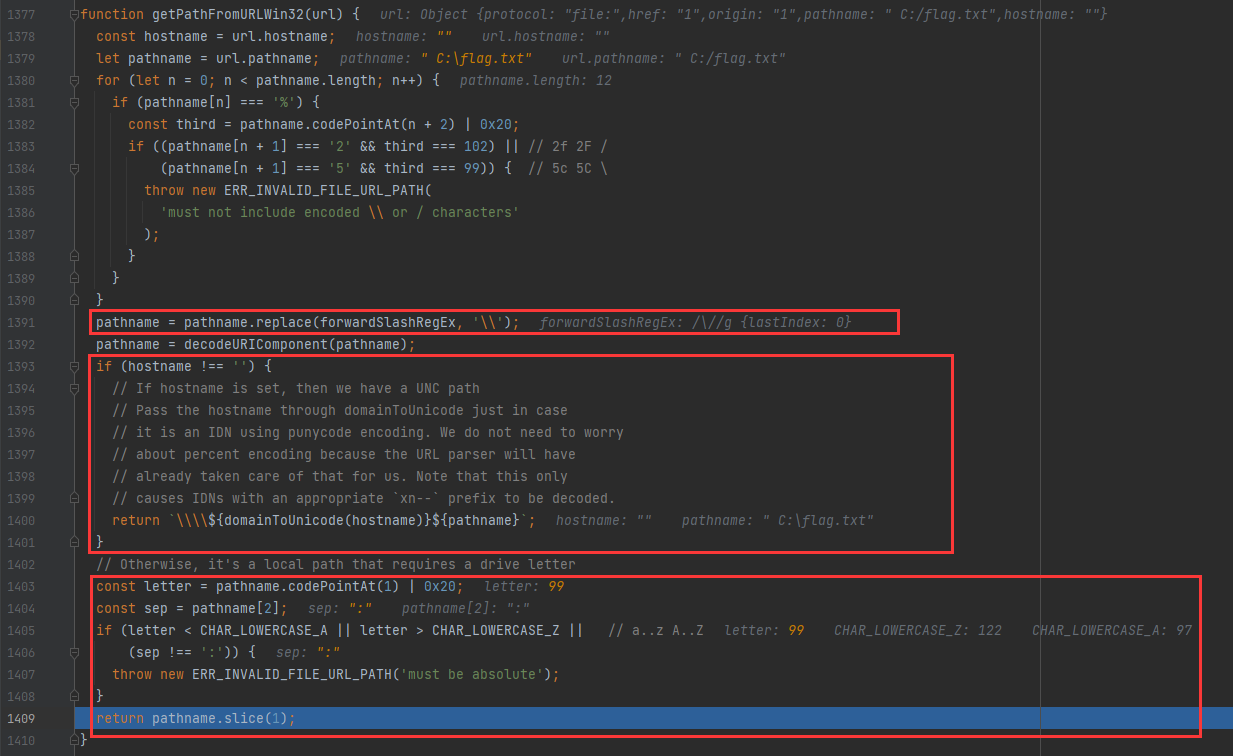 1377 function getPathFromURLWin32(url) {   url: Object {protocol: "file:",href: "1",origin: "1",pathname: " C:/flag.txt",hostname: ""}
1378   const hostname = url.hostname;   hostname: ""    url.hostname: ""
1379   let pathname = url.pathname;   pathname: " C:\flag.txt"    url.pathname: " C:/flag.txt"
1380   for (let n = 0; n < pathname.length; n++) {   pathname.length: 12
1381     if (pathname[n] === '%') {
1382       const third = pathname.codePointAt(n + 2) | 0x20;
1383       if ((pathname[n + 1] === '2' && third === 102) || // 2f 2F /
1384           (pathname[n + 1] === '5' && third === 99)) {  // 5c 5C \
1385         throw new ERR_INVALID_FILE_URL_PATH(
1386           'must not include encoded \\ or / characters'
1387         );
1388       }
1389     }
1390   }
1391   pathname = pathname.replace(forwardSlashRegEx, '\\');   forwardSlashRegEx: /\//g {lastIndex: 0}
1392   pathname = decodeURIComponent(pathname);
1393   if (hostname !== '') {
1394     // If hostname is set, then we have a UNC path
1395     // Pass the hostname through domainToUnicode just in case
1396     // it is an IDN using punycode encoding. We do not need to worry
1397     // about percent encoding because the URL parser will have
1398     // already taken care of that for us. Note that this only
1399     // causes IDNs with an appropriate `xn--` prefix to be decoded.
1400     return `\\\\${domainToUnicode(hostname)}${pathname}`;   hostname: ""    pathname: " C:\flag.txt"
1401   }
1402   // Otherwise, it's a local path that requires a drive letter
1403   const letter = pathname.codePointAt(1) | 0x20;   letter: 99
1404   const sep = pathname[2];   sep: ":"    pathname[2]: ":"
1405   if (letter < CHAR_LOWERCASE_A || letter > CHAR_LOWERCASE_Z ||   // a..z A..Z   letter: 99    CHAR_LOWERCASE_Z: 122    CHAR_LOWERCASE_A: 97
1406       (sep !== ':')) {   sep: ":"
1407     throw new ERR_INVALID_FILE_URL_PATH('must be absolute');
1408   }
1409   return pathname.slice(1);
1410 }